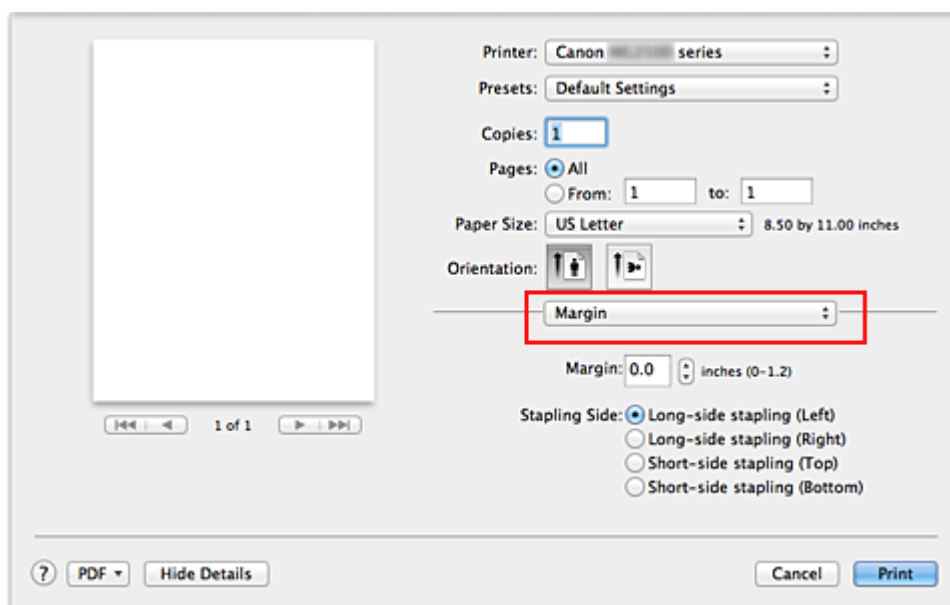 Printer: Canon series
Presets: Default Settings
Copies: 1
Pages: All
From: 1 to: 1
Paper Size: US Letter 8.50 by 11.00 inches
Orientation:
Margin
Margin: 0.0 inches (0-1.2)
1 of 1
Stapling Side: Long-side stapling (Left)
Long-side stapling (Right)
Short-side stapling (Top)
Short-side stapling (Bottom)
? PDF Hide Details Cancel Print